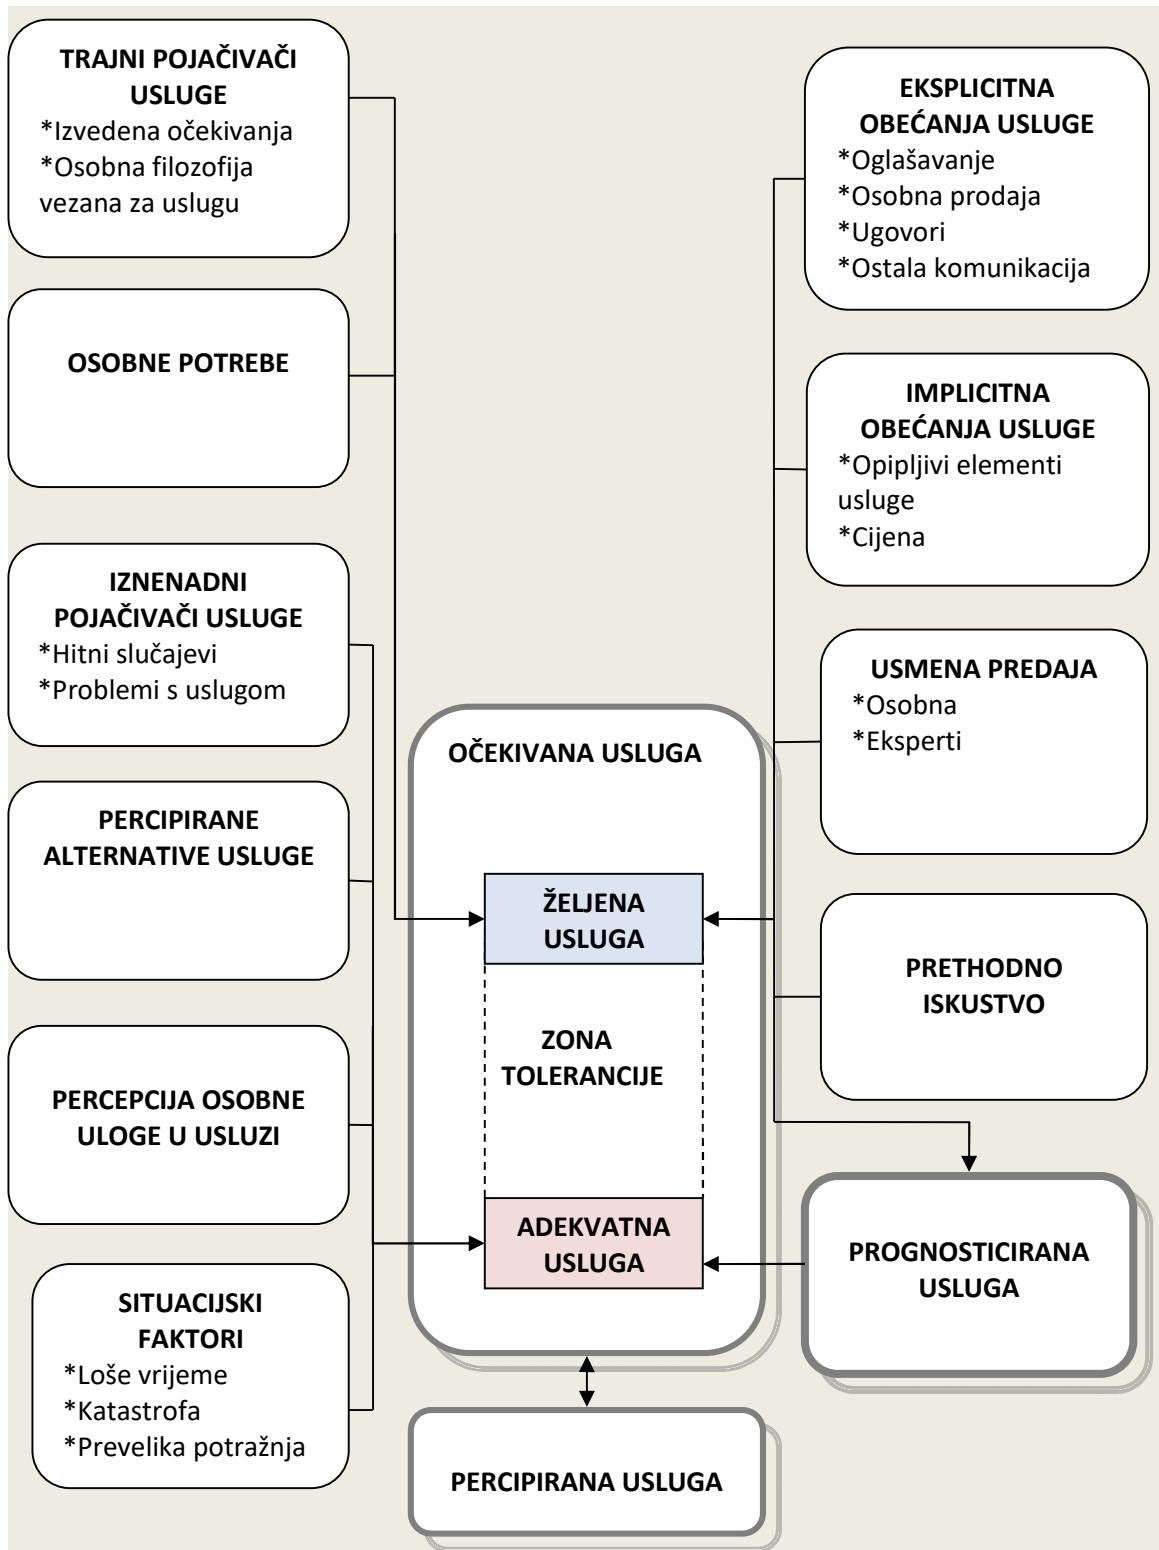 TRAJNI POJAČIVAČI
USLUGE
*Izvedena očekivanja
*Osobna filozofija
vezana za uslugu
OSOBNE POTREBE
IZNENADNI
POJAČIVAČI USLUGE
*Hitni slučajevi
*Problemi s uslugom
PERCIPIRANE
ALTERNATIVE USLUGE
PERCEPCIJA OSOBNE
ULOGE U USLUZI
SITUACIJSKI
FAKTORI
*Loše vrijeme
*Katastrofa
*Prevelika potražnja
OČEKIVANA USLUGA
ŽELJENA
USLUGA
ZONA
TOLERANCIJE
ADEKVATNA
USLUGA
PERCIPIRANA USLUGA
EKSPLICITNA
OBEĆANJA USLUGE
*Oglašavanje
*Osobna prodaja
*Ugovori
*Ostala komunikacija
IMPLICITNA
OBEĆANJA USLUGE
*Opipljivi elementi
usluge
*Cijena
USMENA PREDAJA
*Osobna
*Eksperti
PRETHODNO
ISKUSTVO
PROGNOSTICIRANA
USLUGA